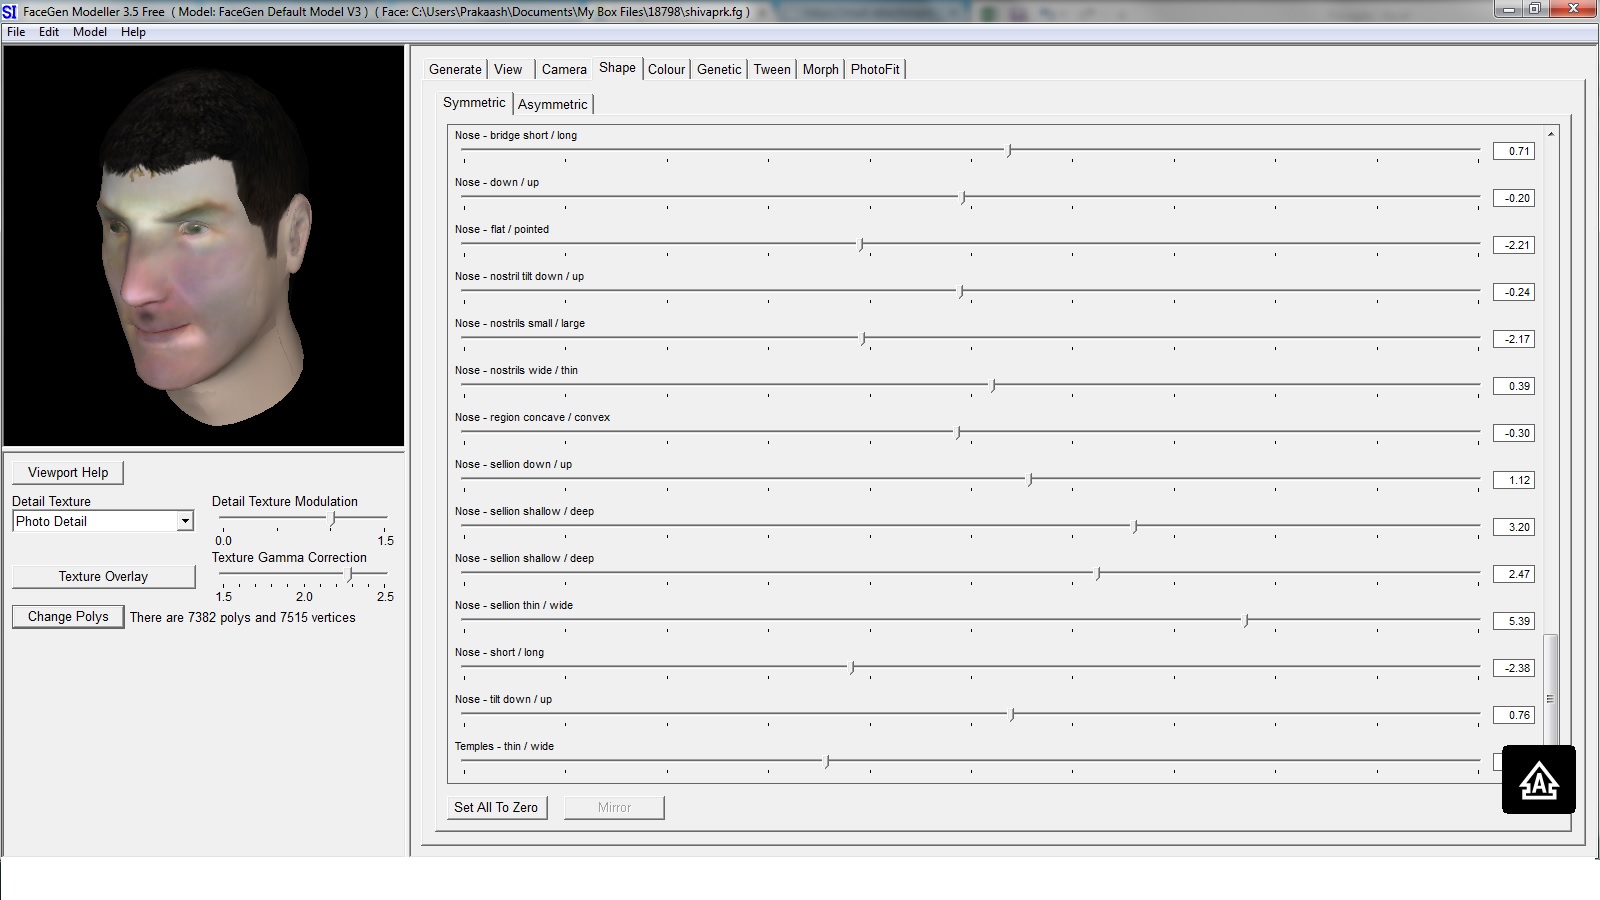 SI FaceGen Modeller 3.5 Free ( Model: FaceGen Default Model V3 ) ( Face: C:\Users\Prakaash\Documents\My Box Files\18798\shivaprk.fg )
File Edit Model Help
Generate View Camera Shape Colour Genetic Tween Morph PhotoFit
Symmetric Asymmetric
Nose - bridge short / long
0.71
Nose - down / up
-0.20
Nose - flat / pointed
-2.21
Nose - nostril tilt down / up
-0.24
Nose - nostrils small / large
-2.17
Nose - nostrils wide / thin
0.39
Nose - region concave / convex
-0.30
Nose - sellion down / up
1.12
Nose - sellion shallow / deep
3.20
Nose - sellion shallow / deep
2.47
Nose - sellion thin / wide
5.39
Nose - short / long
-2.38
Nose - tilt down / up
0.76
Temples - thin / wide
Set All To Zero Mirror
A
Viewport Help
Detail Texture
Photo Detail
Detail Texture Modulation
0.0 1.5
Texture Gamma Correction
1.5 2.0 2.5
Texture Overlay
Change Polys There are 7382 polys and 7515 vertices